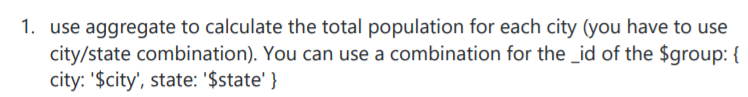 1. use aggregate to calculate the total population for each city (you have to use
city/state combination). You can use a combination for the _id of the $group: {
city: '$city', state: '$state' }